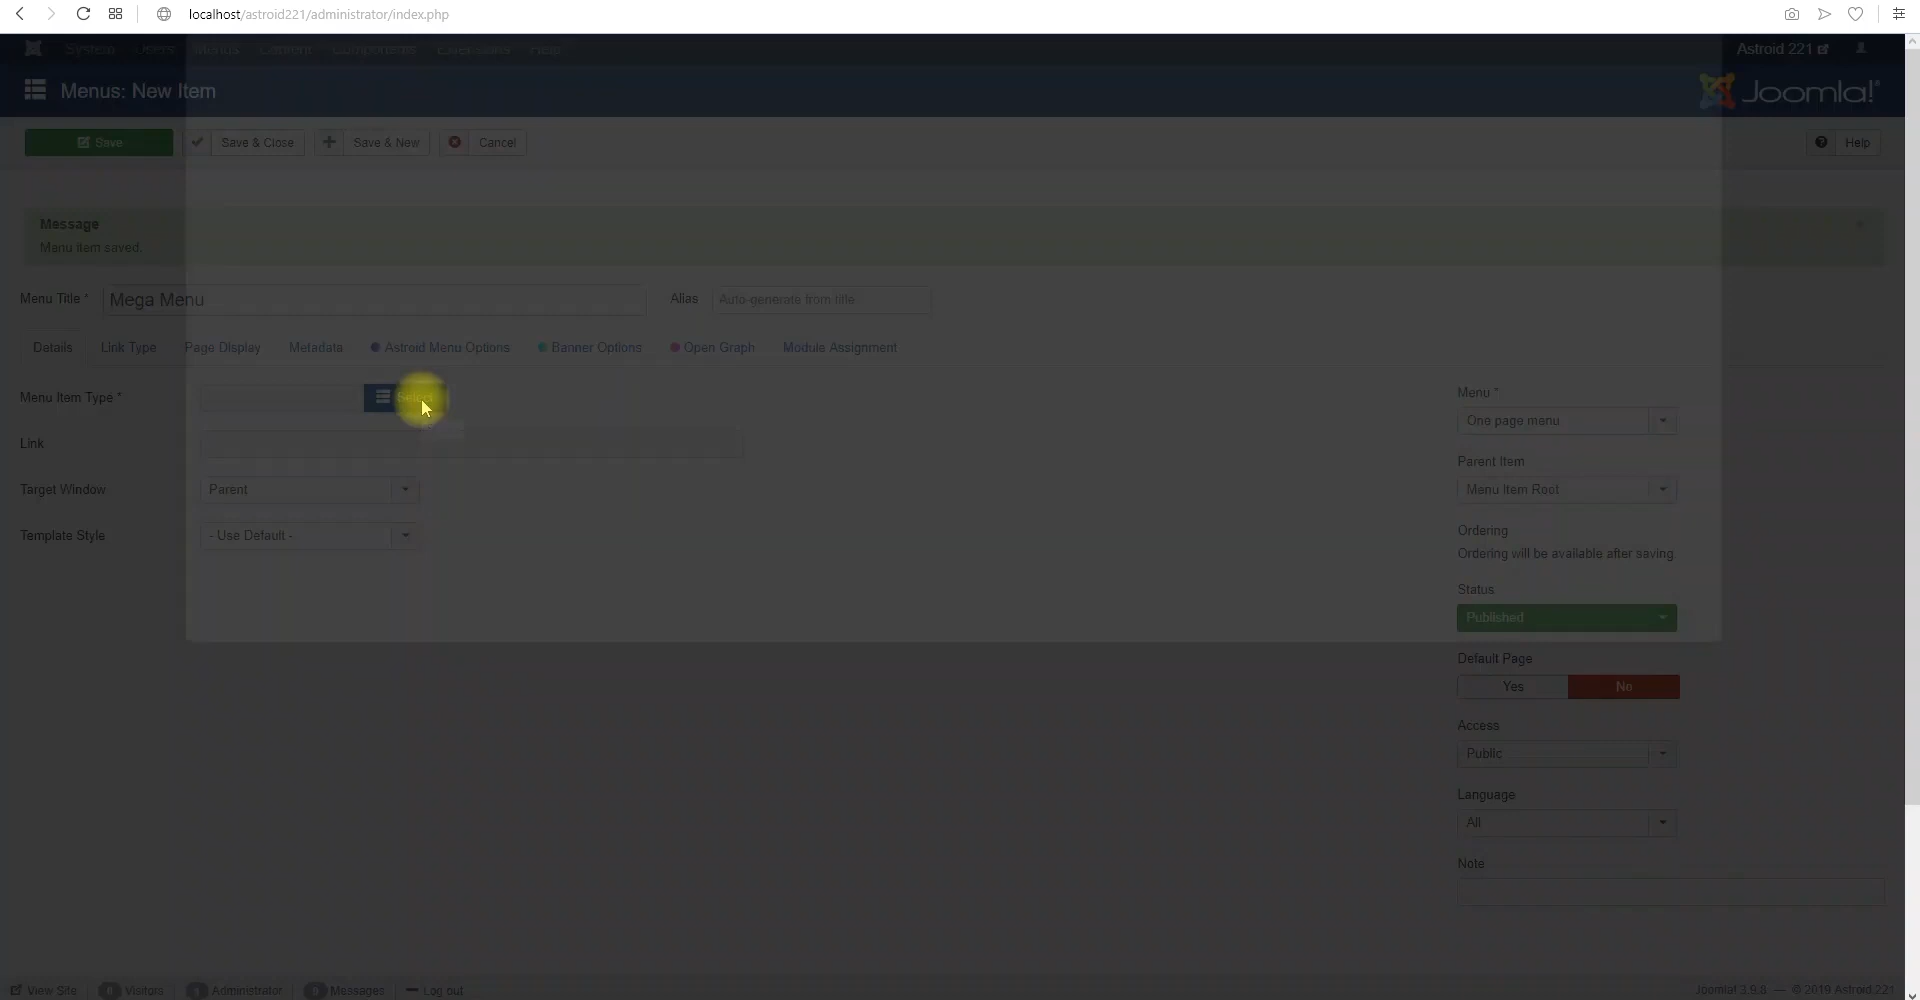 localhost/astroid221/administrator/index.php
System Users Menus Content Components Extensions Help
Astroid 221
Menus: New Item
Joomla!
Save
Save & Close
Save & New
Cancel
Help
Message
Menu item saved.
Menu Title *
Mega Menu
Alias
Auto-generate from title
Details
Link Type
Page Display
Metadata
Astroid Menu Options
Banner Options
Open Graph
Module Assignment
Menu Item Type *
Select
Menu *
One page menu
Link
Parent Item
Target Window
Parent
Menu Item Root
Template Style
- Use Default -
Ordering
Ordering will be available after saving
Status
Published
Default Page
Yes
No
Access
Public
Language
All
Note
View Site
Visitors
Administrator
Messages
Log out
Joomla! 3.9.8 — © 2019 Astroid 221